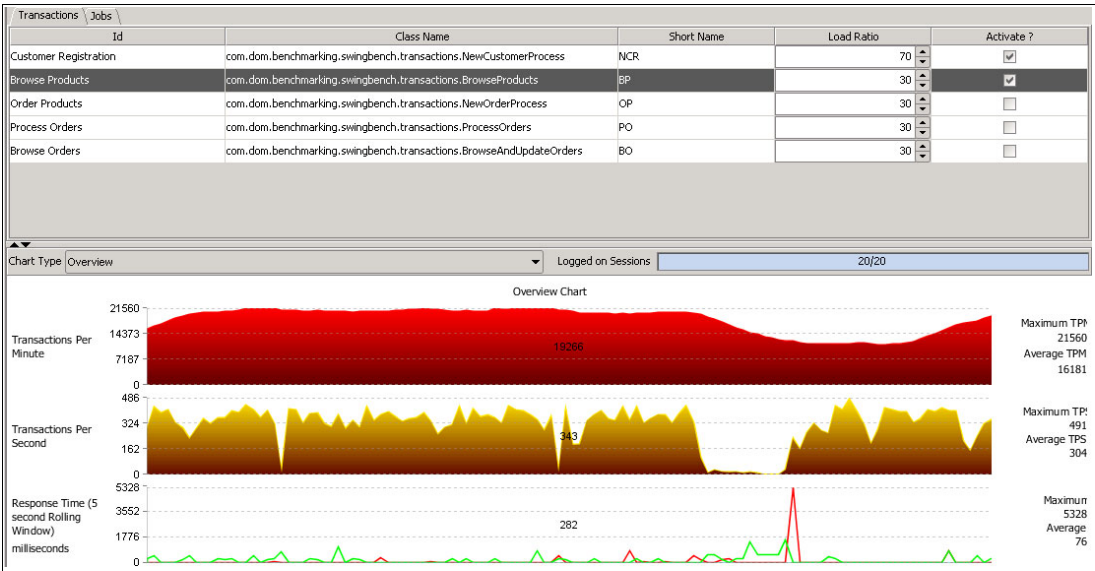 Transactions Jobs
Id Class Name Short Name Load Ratio Activate ?
Customer Registration com.dom.benchmarking.swingbench.transactions.NewCustomerProcess NCR 70
Browse Products com.dom.benchmarking.swingbench.transactions.BrowseProducts BP 30
Order Products com.dom.benchmarking.swingbench.transactions.NewOrderProcess OP 30
Process Orders com.dom.benchmarking.swingbench.transactions.ProcessOrders PO 30
Browse Orders com.dom.benchmarking.swingbench.transactions.BrowseAndUpdateOrders BO 30
Chart Type Overview Logged on Sessions 20/20
Overview Chart
Transactions Per
Minute
21560
14373
7187
0
19266
Maximum TPM
21560
Average TPM
16181
Transactions Per
Second
486
324
162
0
343
Maximum TPS
491
Average TPS
304
Response Time (5
second Rolling
Window)
milliseconds
5328
3552
1776
0
282
Maximum
5328
Average
76